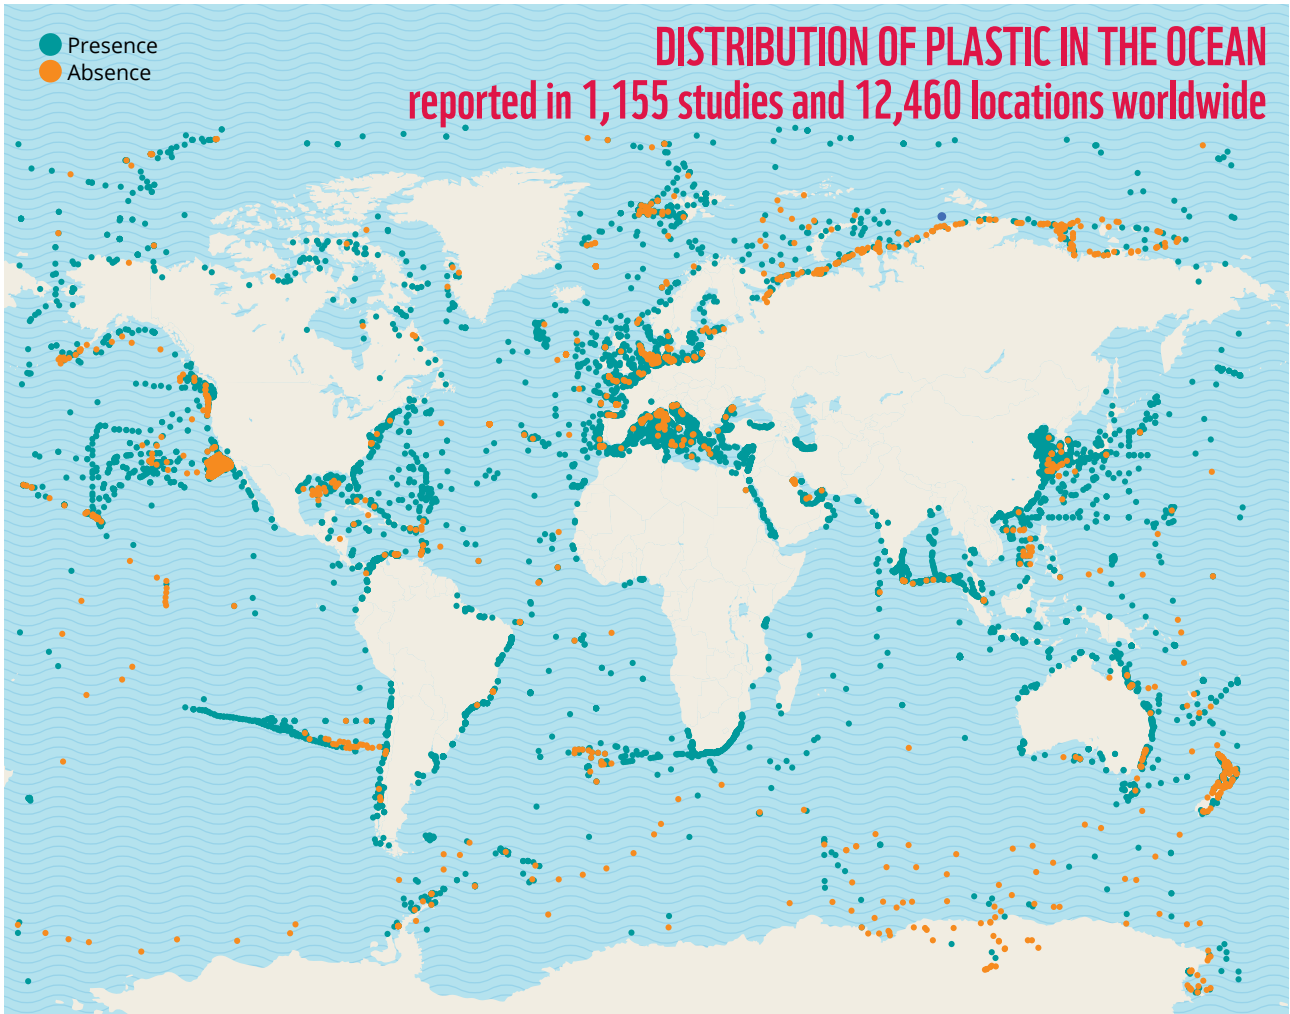 Presence
Absence
DISTRIBUTION OF PLASTIC IN THE OCEAN
reported in 1,155 studies and 12,460 locations worldwide